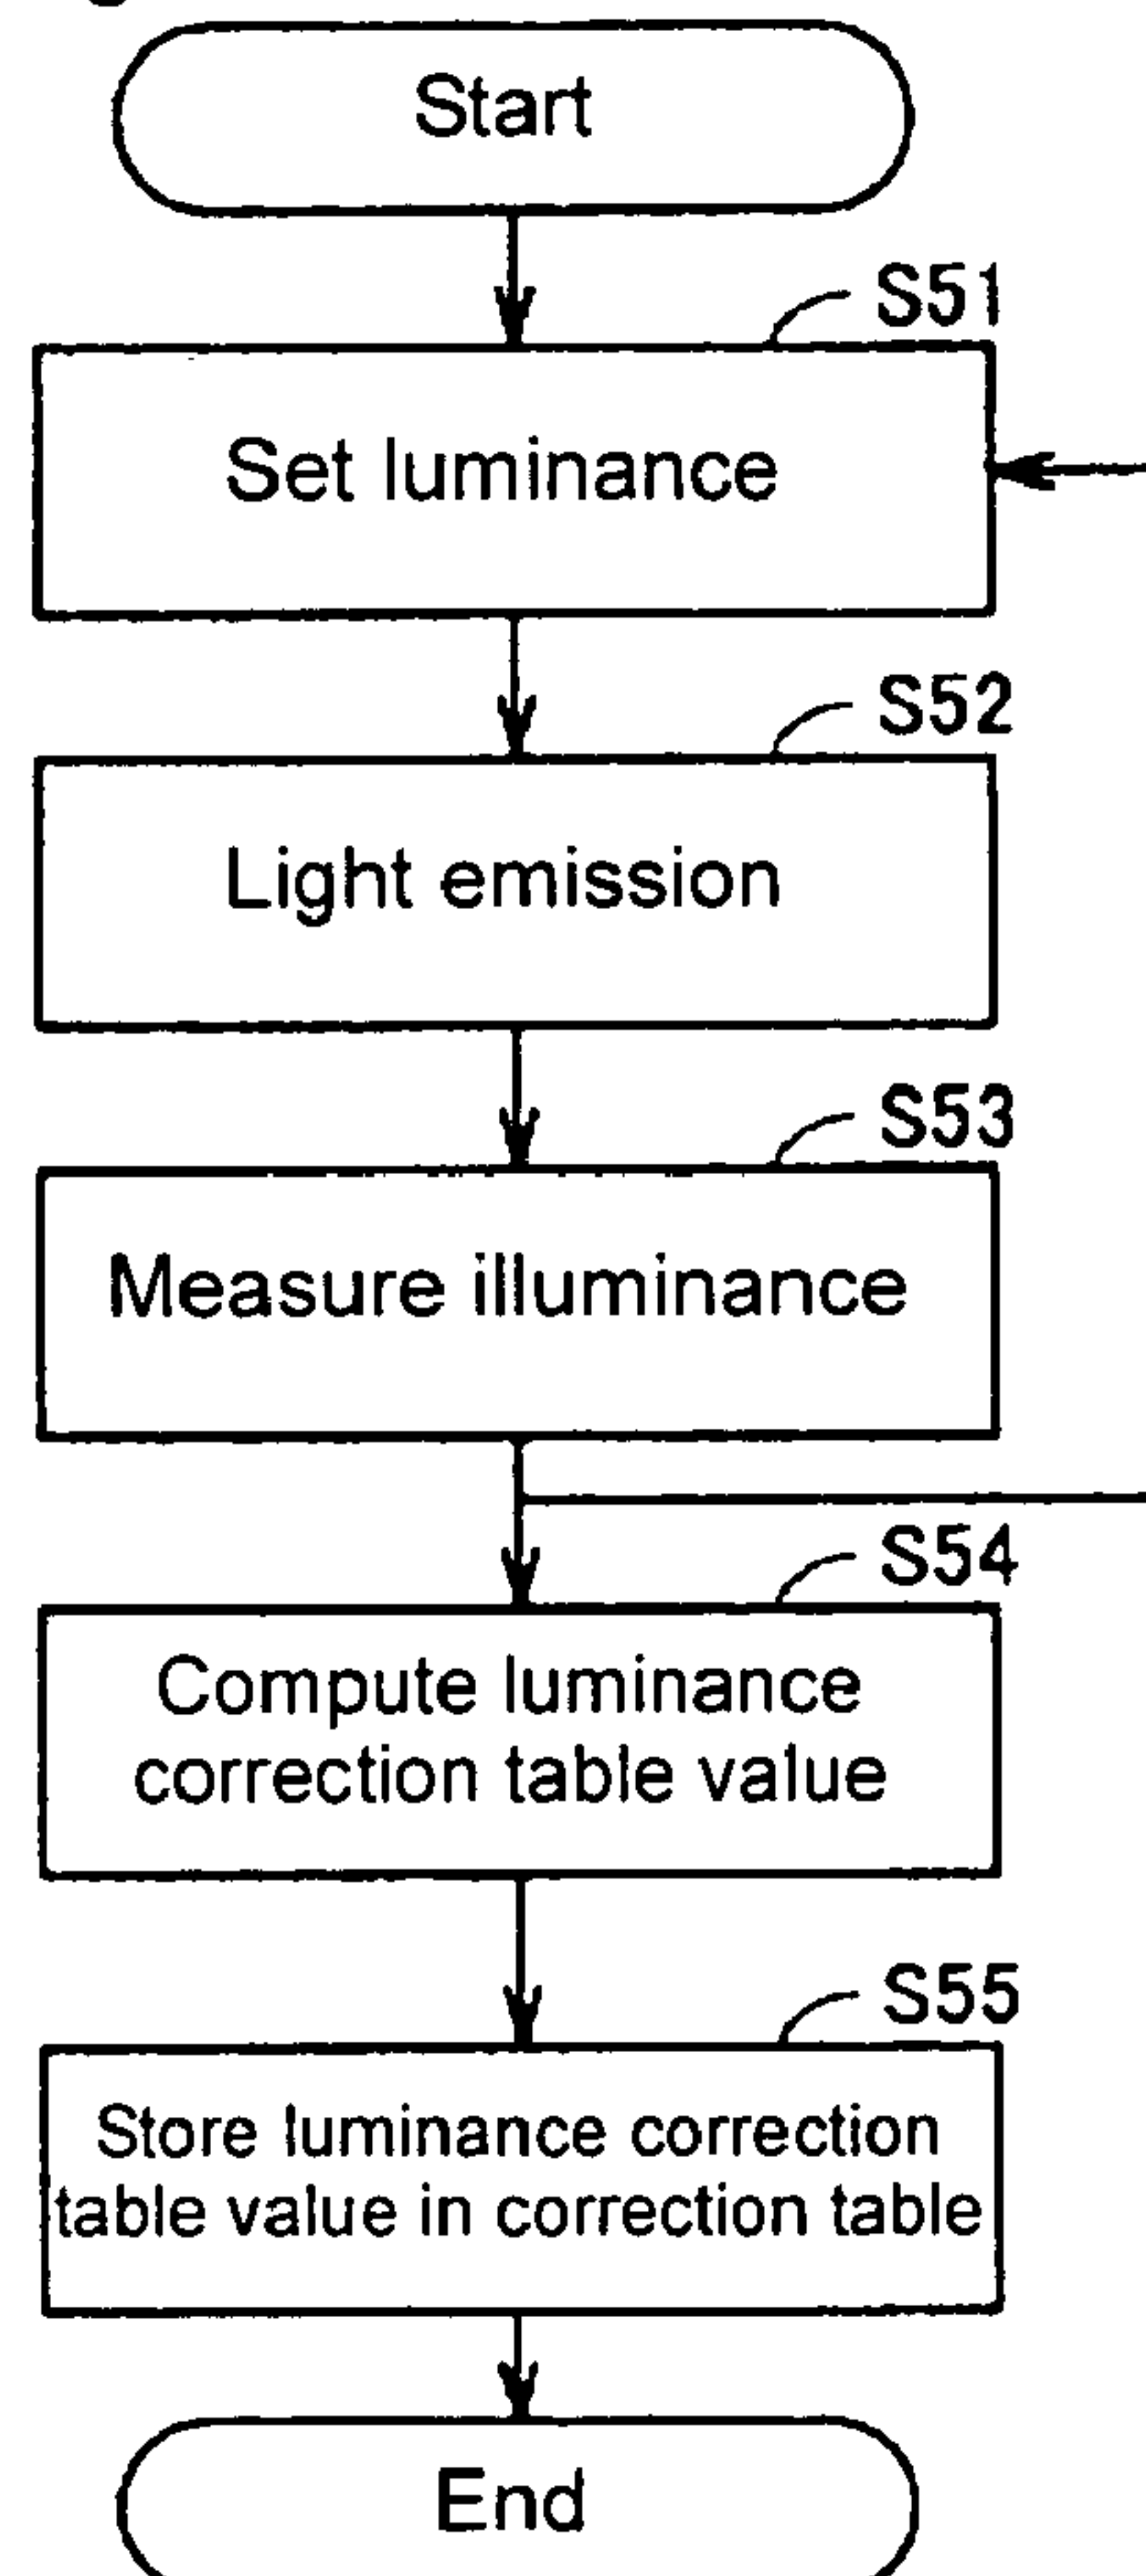 Start
S51
Set luminance
S52
Light emission
S53
Measure illuminance
S54
Compute luminance
correction table value
S55
Store luminance correction
table value in correction table
End